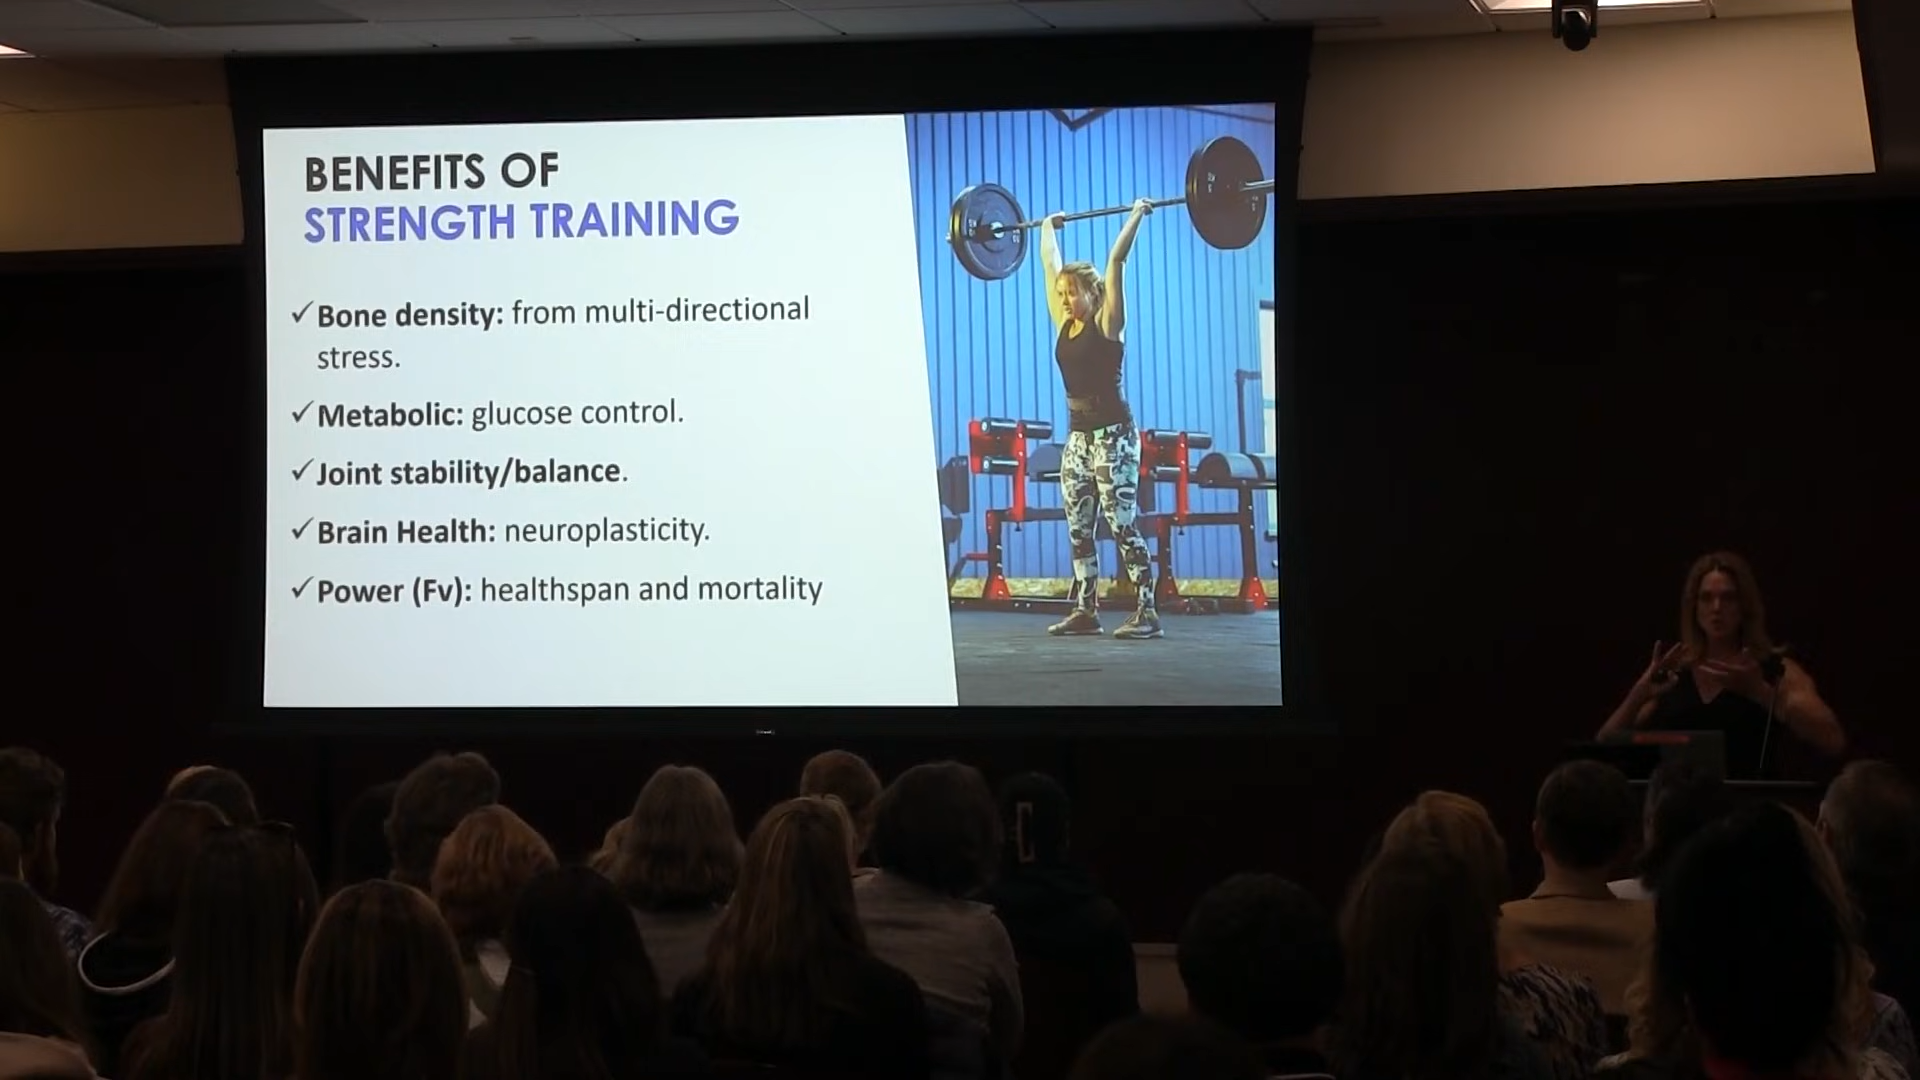 BENEFITS OF
STRENGTH TRAINING
✓ Bone density: from multi-directional
stress.
✓ Metabolic: glucose control.
✓ Joint stability/balance.
✓ Brain Health: neuroplasticity.
✓ Power (Fv): healthspan and mortality